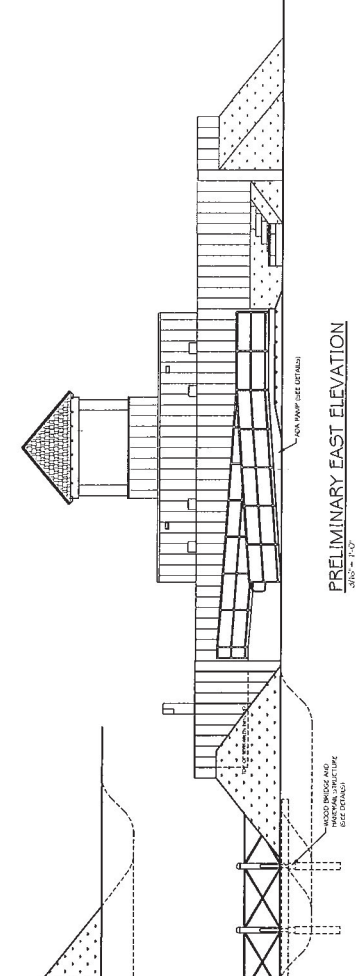 PRELIMINARY EAST ELEVATION
3/16" = 1'-0"
ADA RAMP (SEE DETAILS)
WOOD BRIDGE AND
HANDRAIL STRUCTURE
(SEE DETAILS)